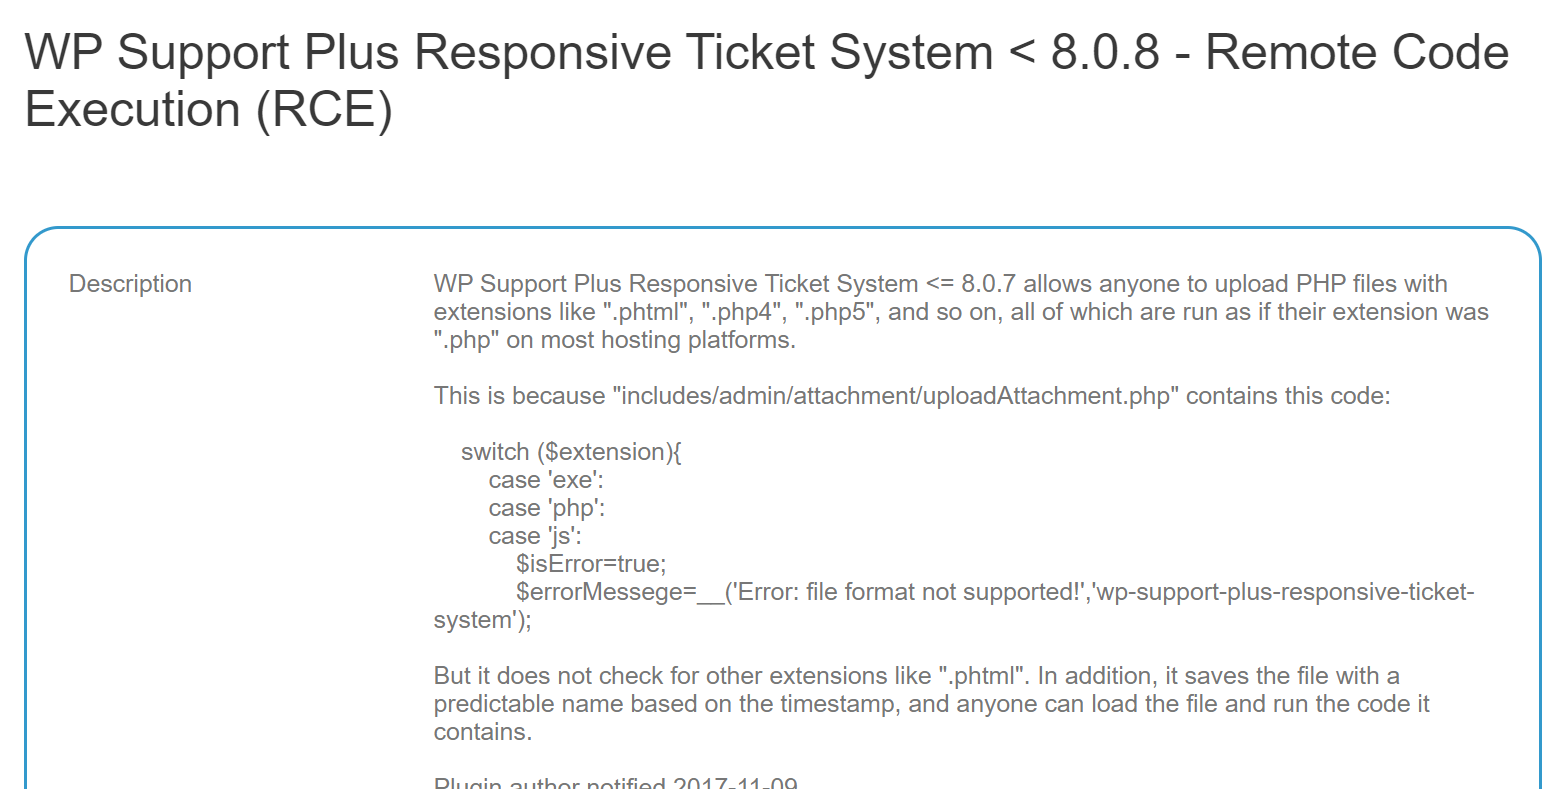 WP Support Plus Responsive Ticket System < 8.0.8 - Remote Code
Execution (RCE)
Description
WP Support Plus Responsive Ticket System <= 8.0.7 allows anyone to upload PHP files with
extensions like ".phtml", ".php4", ".php5", and so on, all of which are run as if their extension was
".php" on most hosting platforms.
This is because "includes/admin/attachment/uploadAttachment.php" contains this code:
switch ($extension){
case 'exe':
case 'php':
case 'js':
$isError=true;
$errorMessege=__('Error: file format not supported!','wp-support-plus-responsive-ticket-
system');
But it does not check for other extensions like ".phtml". In addition, it saves the file with a
predictable name based on the timestamp, and anyone can load the file and run the code it
contains.
Plugin author notified 2017-11-09